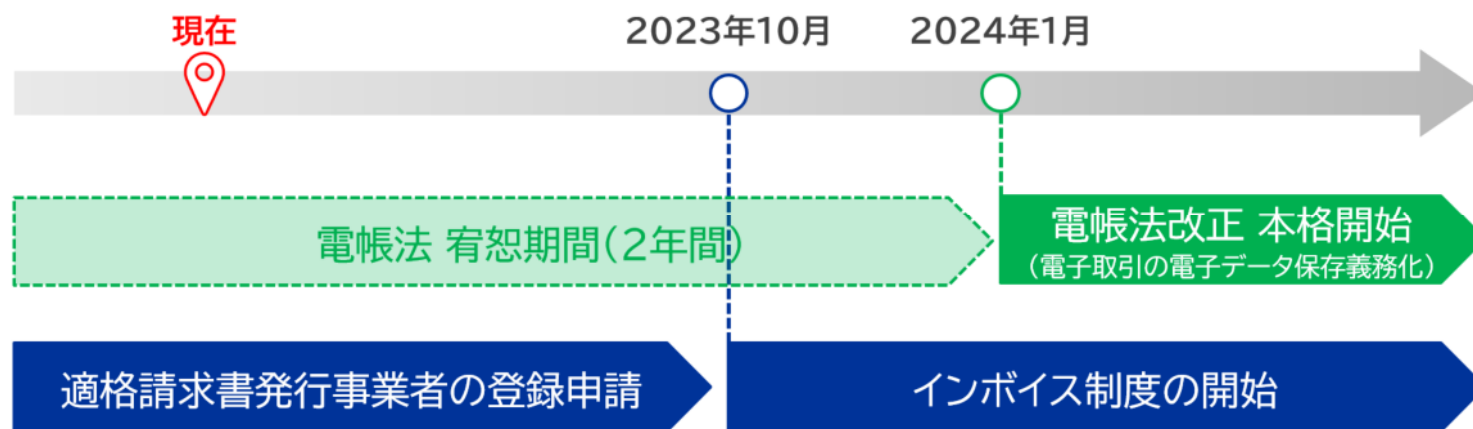 現在
2023年10月
2024年1月
電帳法 宥恕期間(2年間)
電帳法改正 本格開始
(電子取引の電子データ保存義務化)
適格請求書発行事業者の登録申請
インボイス制度の開始